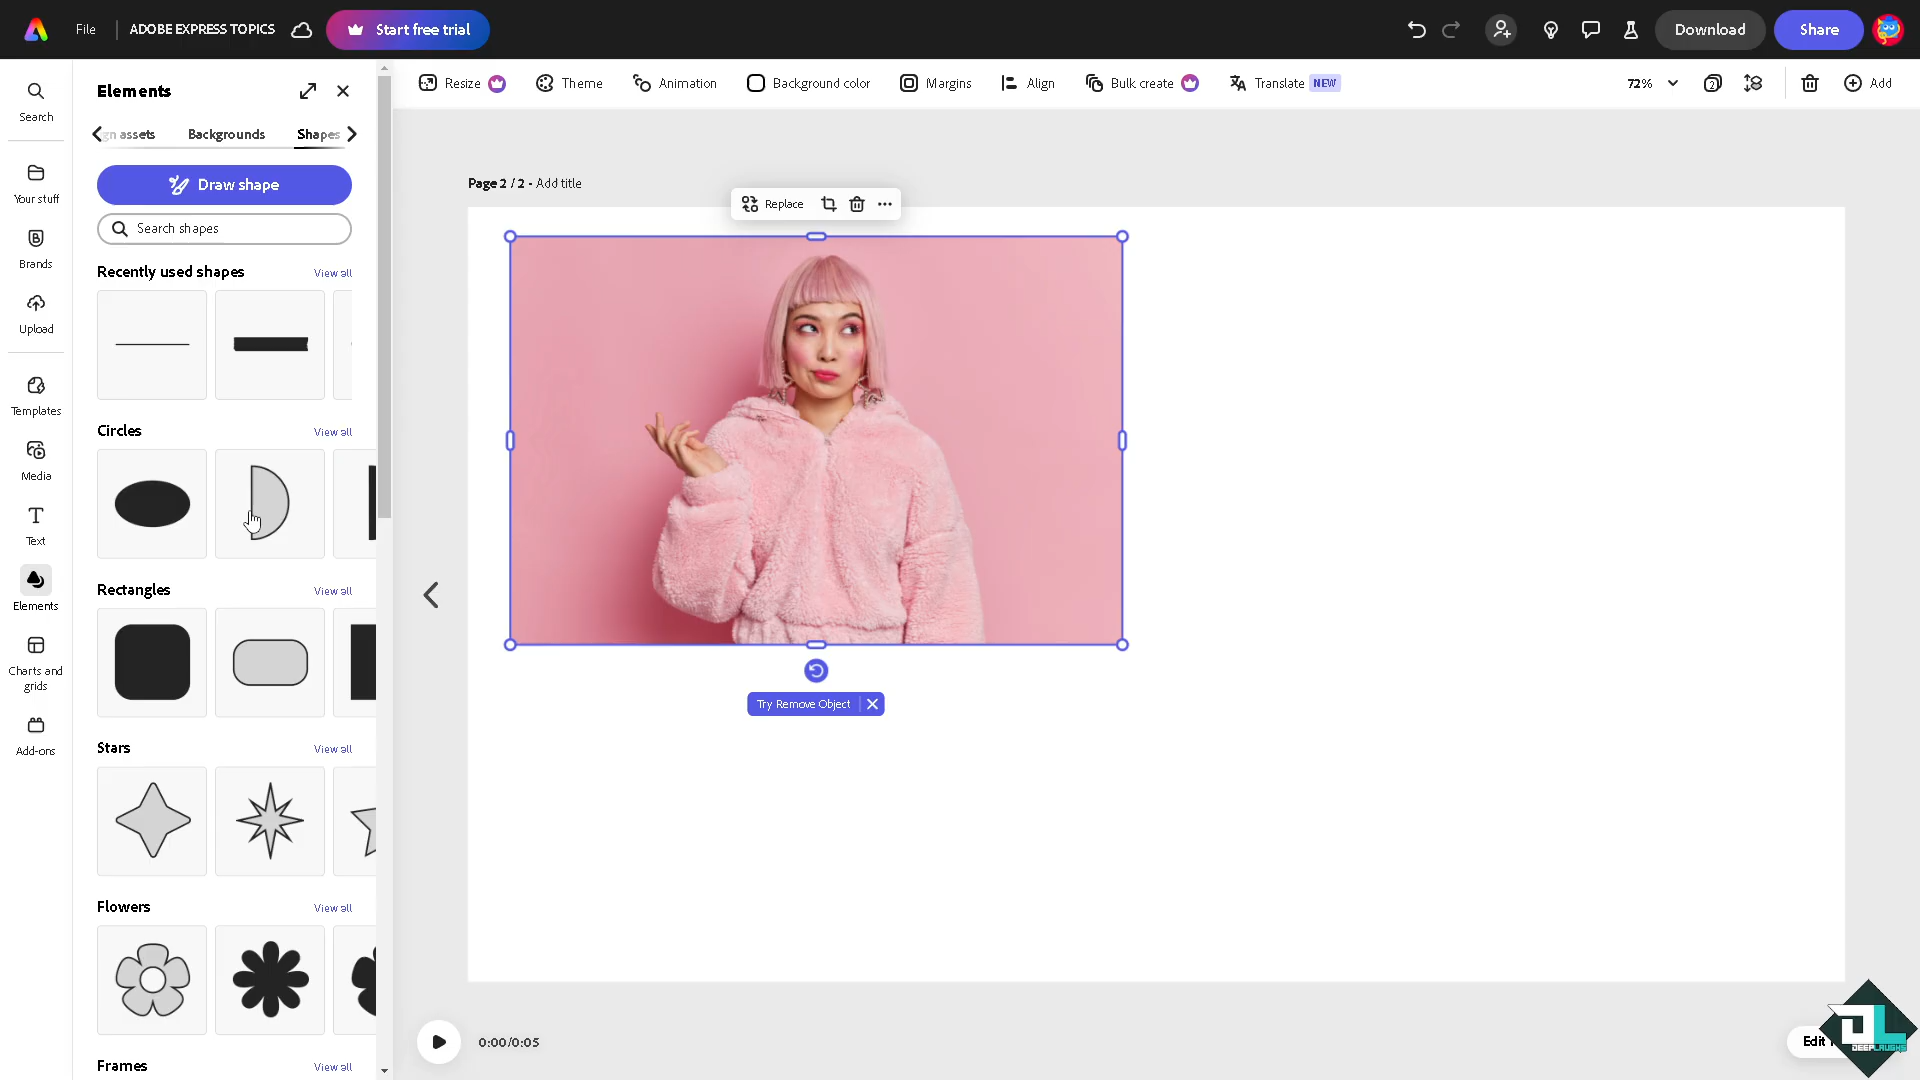 File
ADOBE EXPRESS TOPICS
Start free trial
Download
Share
Search
Your stuff
Brands
Upload
Templates
Media
Text
Elements
Charts and
grids
Add-ons
Elements
gn assets
Backgrounds
Shapes
Draw shape
Search shapes
Recently used shapes
View all
Circles
View all
Rectangles
View all
Stars
View all
Flowers
View all
Frames
View all
Resize
Theme
Animation
Background color
Margins
Align
Bulk create
Translate NEW
72%
2
Add
Page 2 / 2 - Add title
Replace
Try Remove Object
0:00/0:05
Edit
DEEPLAUGHS